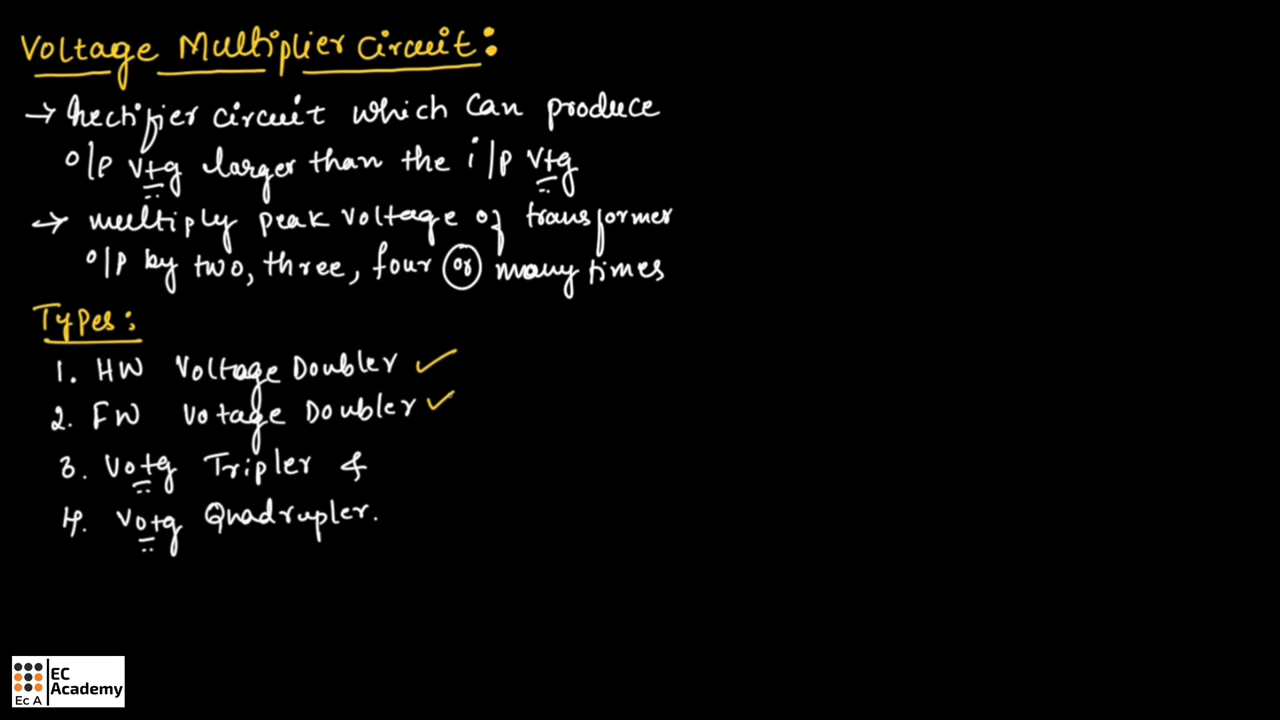 Voltage Multiplier Circuit:
→ Rectifier circuit which can produce
o/p Vtg larger than the i/p Vtg
→ multiply peak voltage of transformer
o/p by two, three, four or many times
Types:
1. HW Voltage Doubler ✓
2. FW Votage Doubler ✓
3. Votg Tripler &
4. Votg Quadrupler.
EC
Academy
Ec A